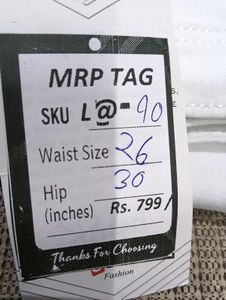 MRP TAG
SKU L@-90
Waist Size 26
Hip 30
(inches) Rs. 799/
Thanks For Choosing
Fashion